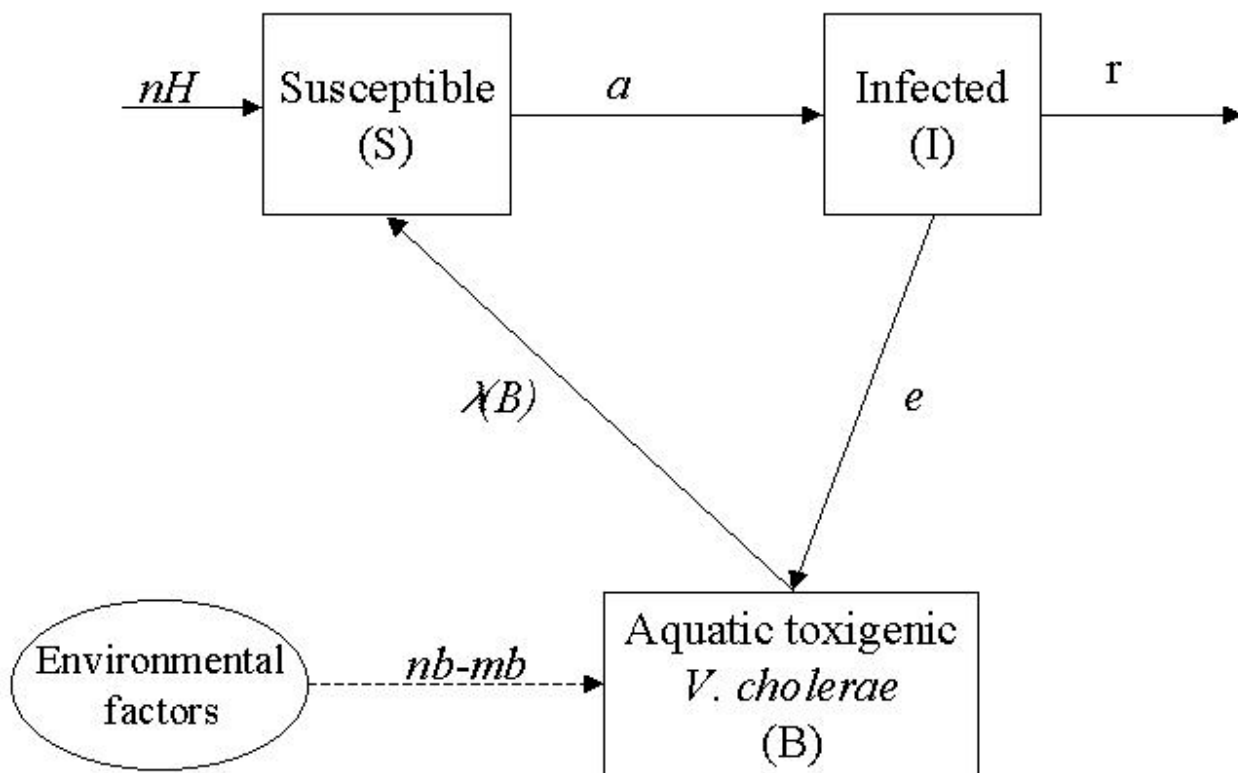 nH
Susceptible
(S)
a
Infected
(I)
r
λ(B)
e
Environmental
factors
nb-mb
Aquatic toxigenic
V. cholerae
(B)